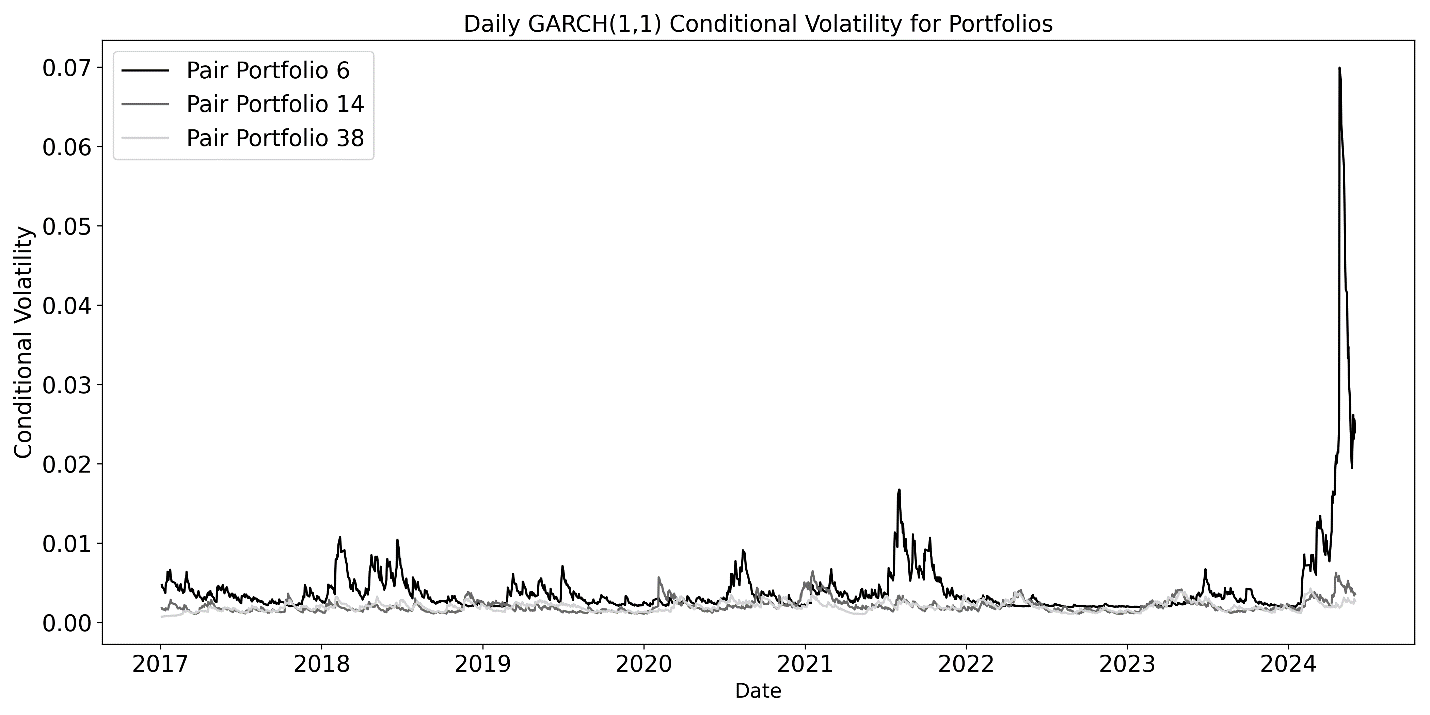 Daily GARCH(1,1) Conditional Volatility for Portfolios
Pair Portfolio 6
Pair Portfolio 14
Pair Portfolio 38
Conditional Volatility
0.07
0.06
0.05
0.04
0.03
0.02
0.01
0.00
2017 2018 2019 2020 2021 2022 2023 2024
Date